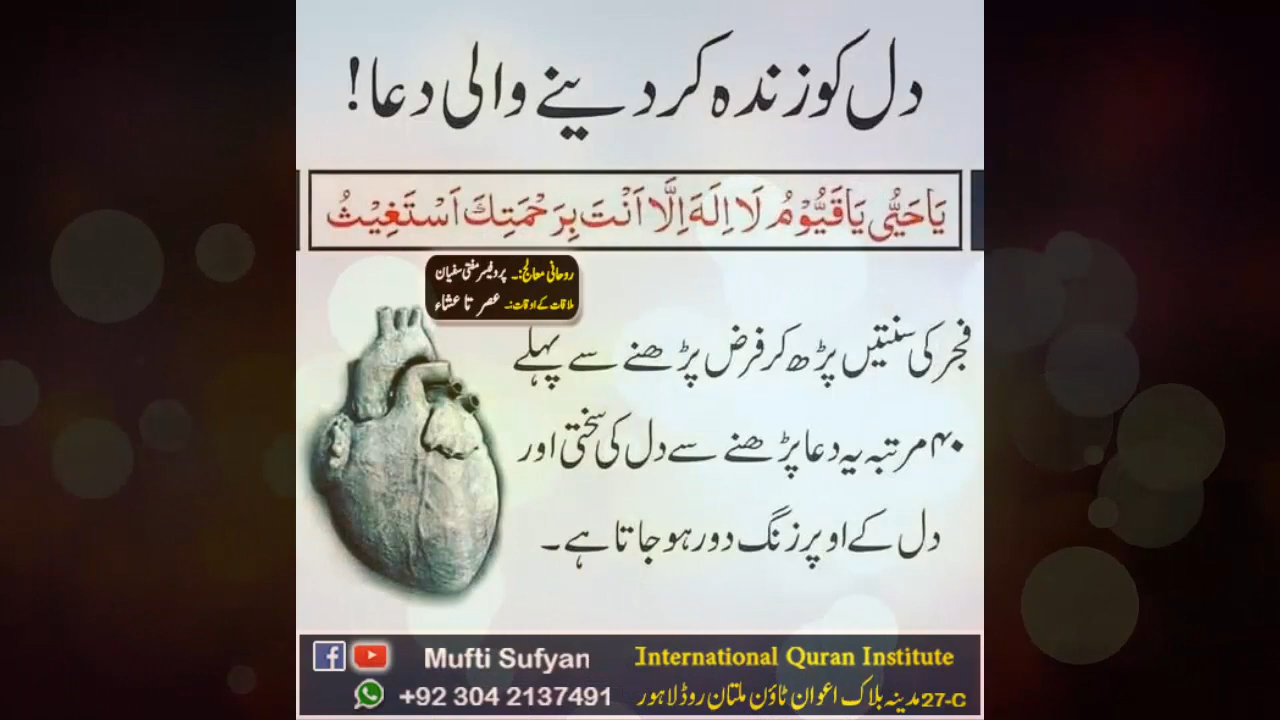 دل کو زندہ کر دینے والی دعا!
يَا حَيُّ يَا قَيُّوْمُ لَا اِلَهَ اِلَّا اَنْتَ بِرَحْمَتِكَ اَسْتَغِيْثُ
روحانی معالج:۔ پروفیسر مفتی سفیان
ملاقات کے اوقات:۔ عصر تا عشاء
فجر کی سنتیں پڑھ کر فرض پڑھنے سے پہلے
۴۰ مرتبہ یہ دعا پڑھنے سے دل کی سختی اور
دل کے اوپر زنگ دور ہو جاتا ہے۔
Mufti Sufyan
International Quran Institute
+92 304 2137491
27-C مدینہ بلاک اعوان ٹاؤن ملتان روڈ لاہور